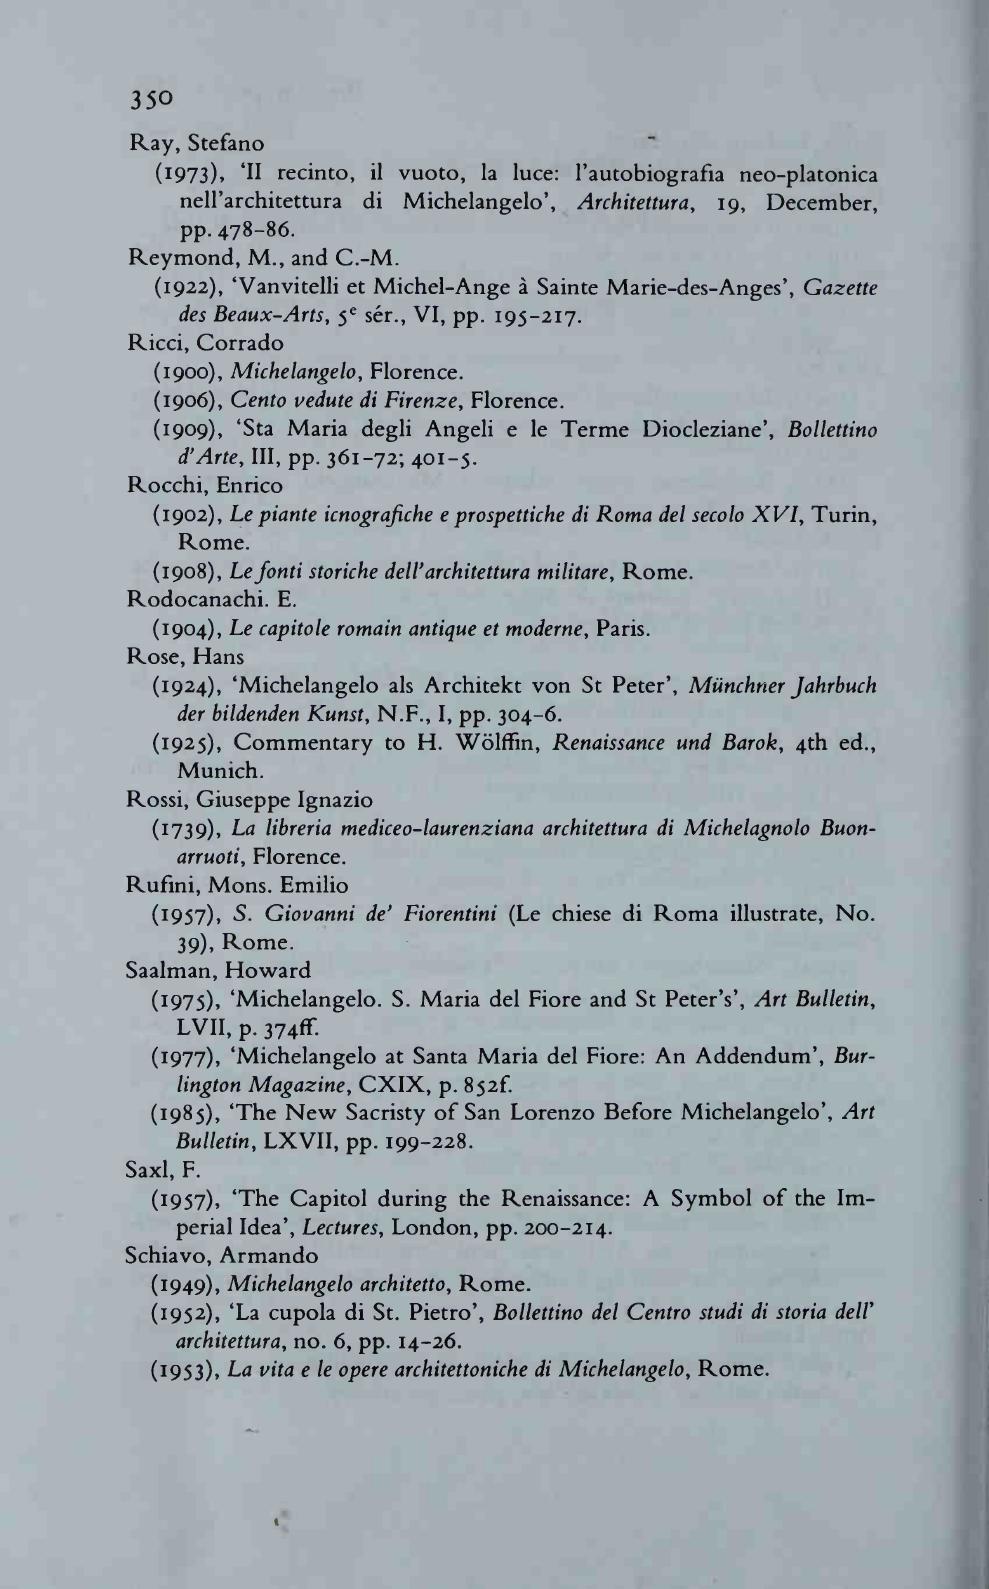 350
Ray, Stefano
(1973), ‘II recinto, il vuoto, la luce: l’autobiografia neo-platonica
nell’architettura di Michelangelo’, Architettura, 19, December,
pp. 478–86.
Reymond, M., and C.-M.
(1922), ‘Vanvitelli et Michel-Ange à Sainte Marie-des-Anges’, Gazette
des Beaux-Arts, 5e sér., VI, pp. 195–217.
Ricci, Corrado
(1900), Michelangelo, Florence.
(1906), Cento vedute di Firenze, Florence.
(1909), ‘Sta Maria degli Angeli e le Terme Diocleziane’, Bollettino
d’Arte, III, pp. 361–72; 401–5.
Rocchi, Enrico
(1902), Le piante icnografiche e prospettiche di Roma del secolo XVI, Turin,
Rome.
(1908), Le fonti storiche dell’architettura militare, Rome.
Rodocanachi. E.
(1904), Le capitole romain antique et moderne, Paris.
Rose, Hans
(1924), ‘Michelangelo als Architekt von St Peter’, Münchner Jahrbuch
der bildenden Kunst, N.F., I, pp. 304–6.
(1925), Commentary to H. Wölffin, Renaissance und Barok, 4th ed.,
Munich.
Rossi, Giuseppe Ignazio
(1739), La libreria mediceo-laurenziana architettura di Michelagnolo Buon-
arruoti, Florence.
Rufini, Mons. Emilio
(1957), S. Giovanni de’ Fiorentini (Le chiese di Roma illustrate, No.
39), Rome.
Saalman, Howard
(1975), ‘Michelangelo. S. Maria del Fiore and St Peter’s’, Art Bulletin,
LVII, p. 374ff.
(1977), ‘Michelangelo at Santa Maria del Fiore: An Addendum’, Bur-
lington Magazine, CXIX, p. 852f.
(1985), ‘The New Sacristy of San Lorenzo Before Michelangelo’, Art
Bulletin, LXVII, pp. 199–228.
Saxl, F.
(1957), ‘The Capitol during the Renaissance: A Symbol of the Im-
perial Idea’, Lectures, London, pp. 200–214.
Schiavo, Armando
(1949), Michelangelo architetto, Rome.
(1952), ‘La cupola di St. Pietro’, Bollettino del Centro studi di storia dell’
architettura, no. 6, pp. 14–26.
(1953), La vita e le opere architettoniche di Michelangelo, Rome.